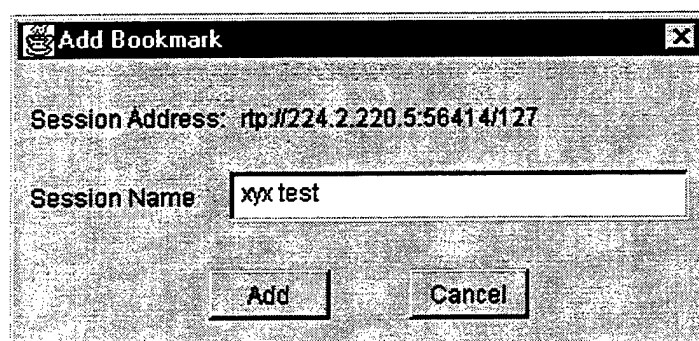 Add Bookmark
Session Address: rtp://224.2.220.5:56414/127
Session Name xyx test
Add Cancel